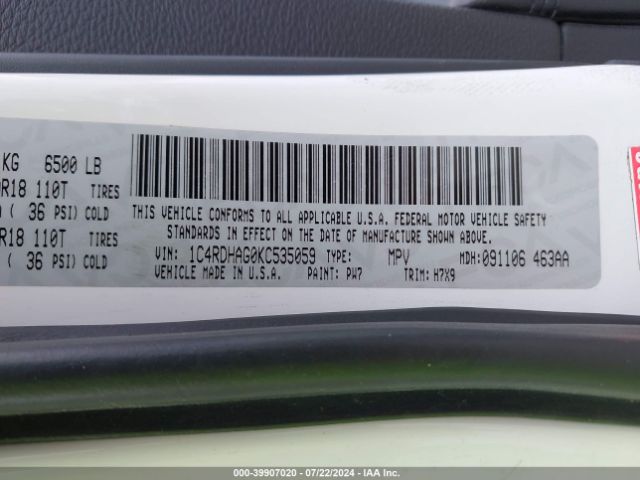 KG 6500 LB
R18 110T TIRES
( 36 PSI) COLD
R18 110T TIRES
( 36 PSI) COLD
THIS VEHICLE CONFORMS TO ALL APPLICABLE U.S.A. FEDERAL MOTOR VEHICLE SAFETY
STANDARDS IN EFFECT ON THE DATE OF MANUFACTURE SHOWN ABOVE.
VIN: 1C4RDHAG0KC535059 TYPE: MPV MDH:091106 463AA
VEHICLE MADE IN U.S.A. PAINT: PW7 TRIM: H7X9
000-39907020 - 07/22/2024 - IAAI.com